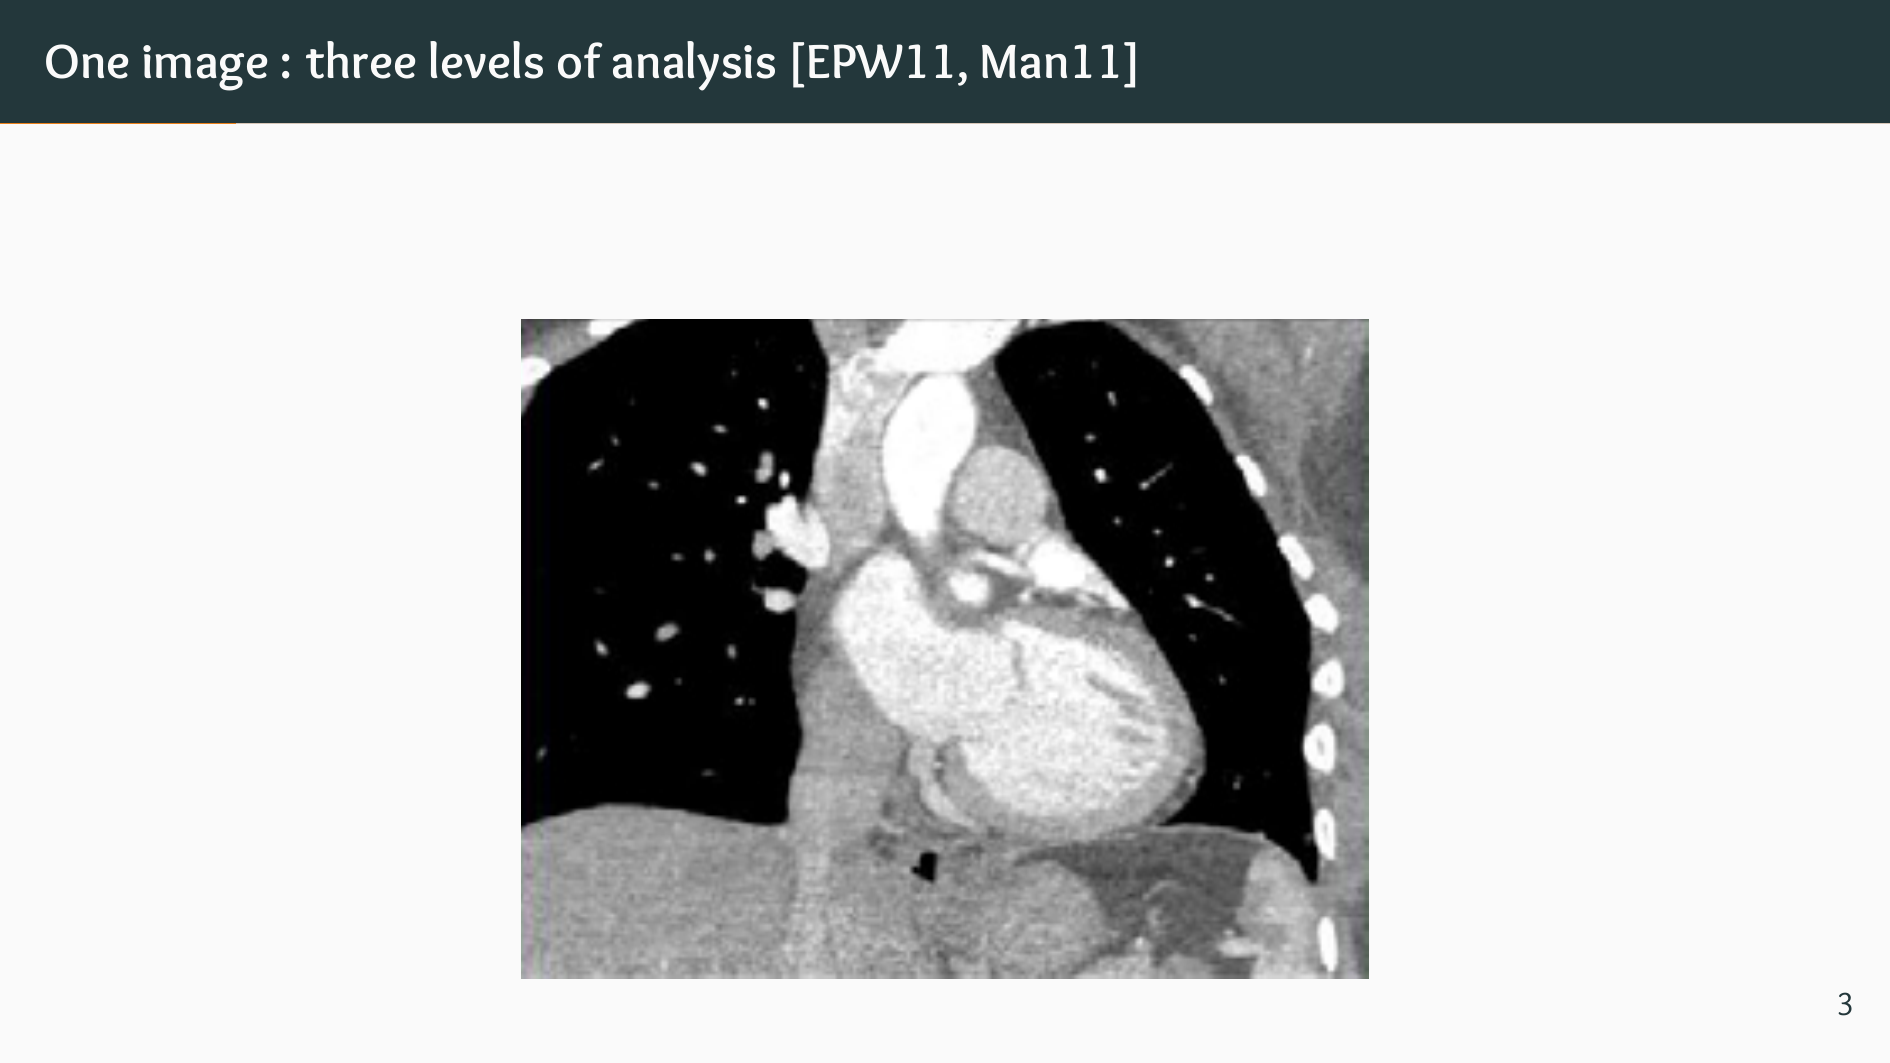 One image : three levels of analysis [EPW11, Man11]
3